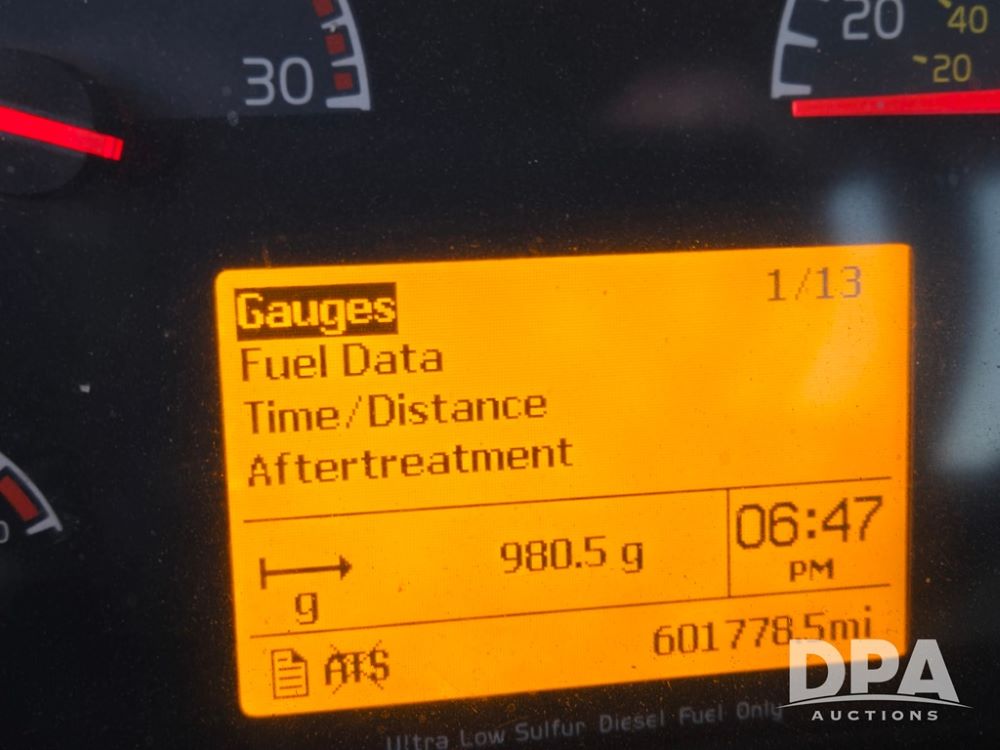 30
20
40
20
Gauges
1/13
Fuel Data
Time/Distance
Aftertreatment
980.5 g
06:47
PM
g
601778.5mi
ATS
DPA
AUCTIONS
Ultra Low Sulfur Diesel Fuel Only